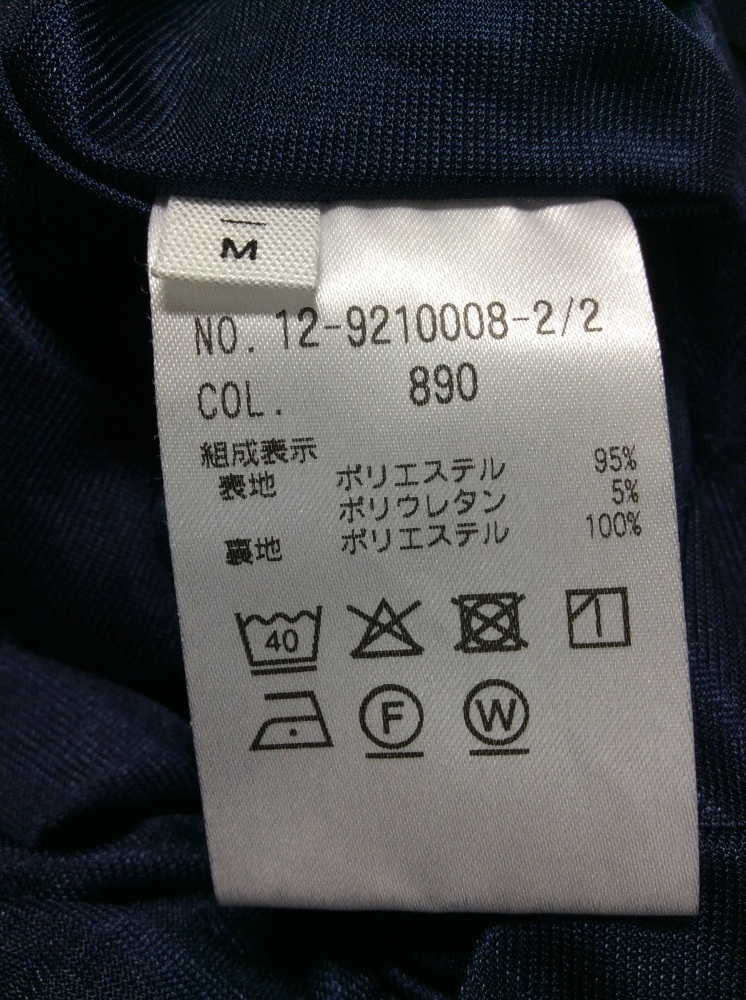 M
NO. 12-9210008-2/2
COL. 890
組成表示
表地 ポリエステル 95%
ポリウレタン 5%
裏地 ポリエステル 100%
40
F W